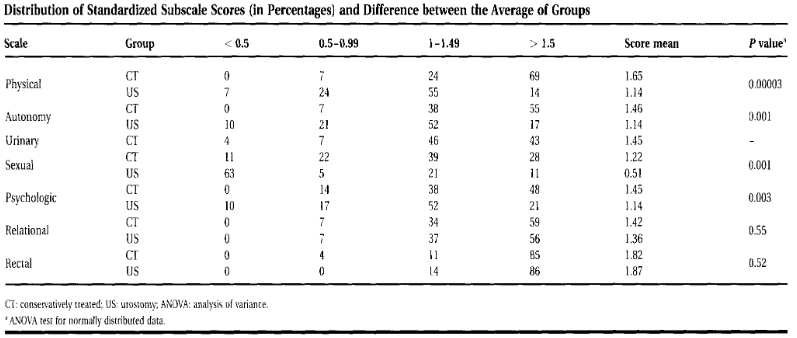 Distribution of Standardized Subscale Scores (in Percentages) and Difference between the Average of Groups
Scale Group < 0.5 0.5–0.99 1–1.49 > 1.5 Score mean P valueᵃ
Physical CT 0 7 24 69 1.65 0.00003
US 7 24 55 14 1.14
Autonomy CT 0 7 38 55 1.46 0.001
US 10 21 52 17 1.14
Urinary CT 4 7 46 43 1.45 –
Sexual CT 11 22 39 28 1.22 0.001
US 63 5 21 11 0.51
Psychologic CT 0 14 38 48 1.45 0.003
US 10 17 52 21 1.14
Relational CT 0 7 34 59 1.42 0.55
US 0 7 37 56 1.36
Rectal CT 0 4 11 85 1.82 0.52
US 0 0 14 86 1.87
CT: conservatively treated; US: urostomy; ANOVA: analysis of variance.
ᵃ ANOVA test for normally distributed data.